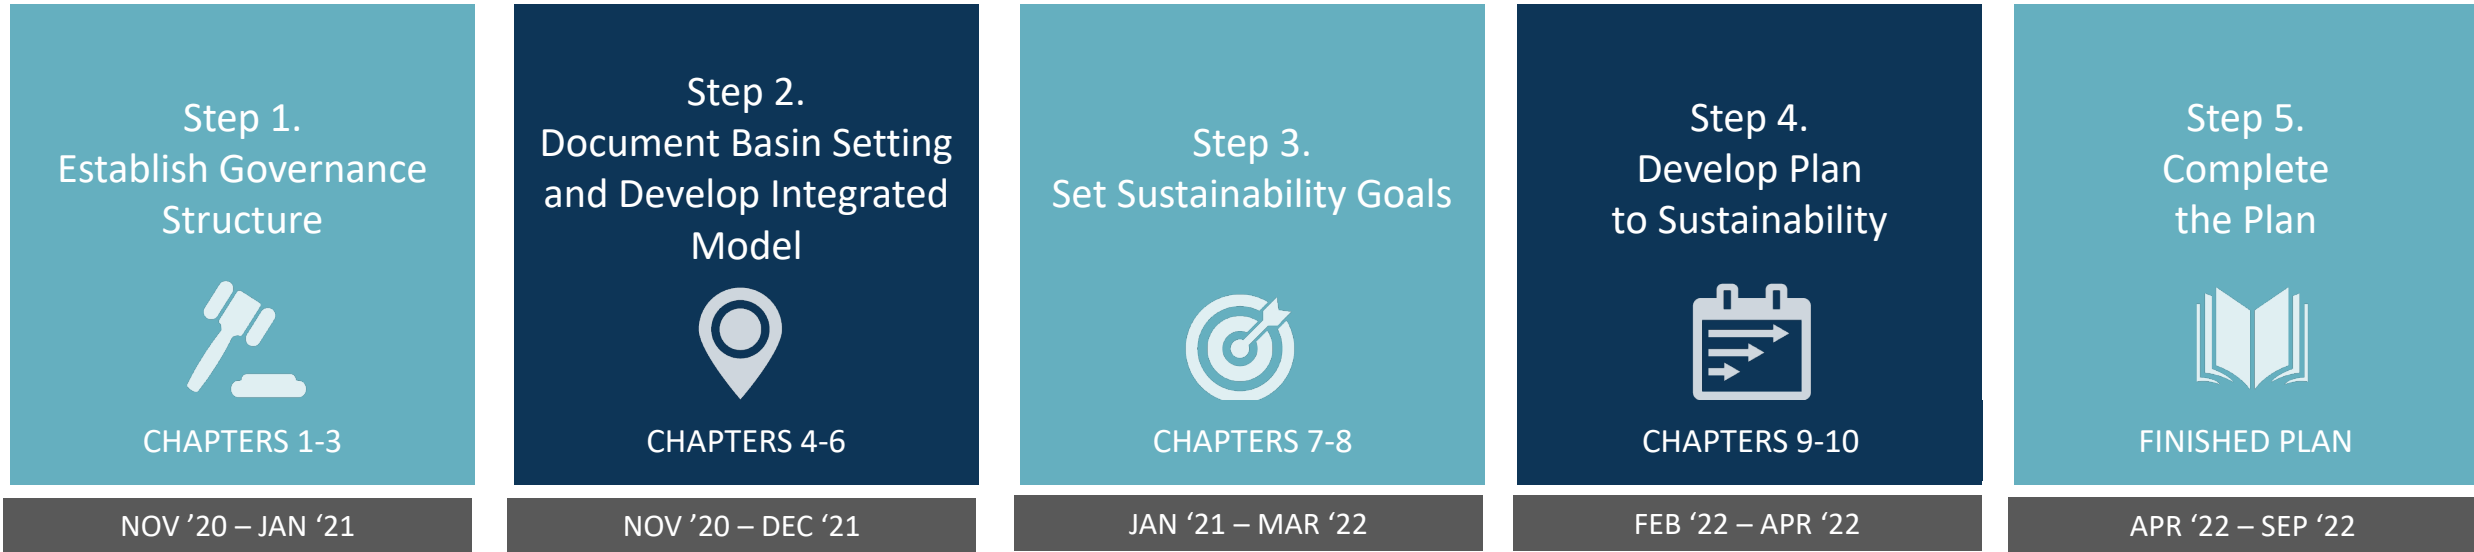 Step 1.
Establish Governance
Structure
CHAPTERS 1-3
NOV ’20 – JAN ‘21
Step 2.
Document Basin Setting
and Develop Integrated
Model
CHAPTERS 4-6
NOV ’20 – DEC ‘21
Step 3.
Set Sustainability Goals
CHAPTERS 7-8
JAN ‘21 – MAR ‘22
Step 4.
Develop Plan
to Sustainability
CHAPTERS 9-10
FEB ‘22 – APR ‘22
Step 5.
Complete
the Plan
FINISHED PLAN
APR ‘22 – SEP ‘22